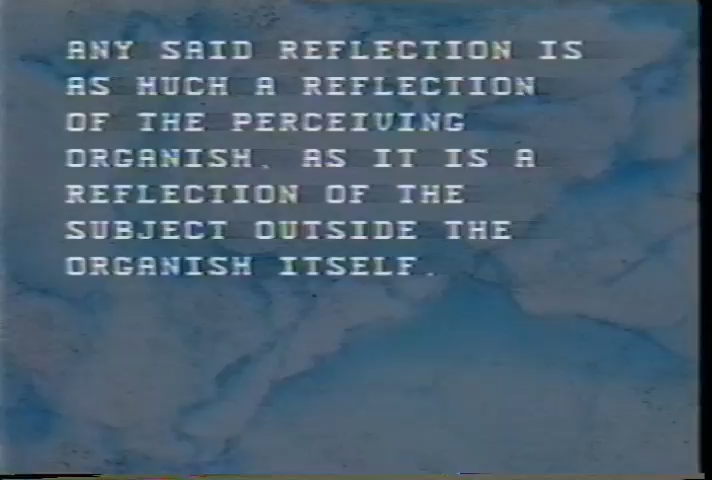 ANY SAID REFLECTION IS
AS MUCH A REFLECTION
OF THE PERCEIVING
ORGANISM. AS IT IS A
REFLECTION OF THE
SUBJECT OUTSIDE THE
ORGANISM ITSELF.